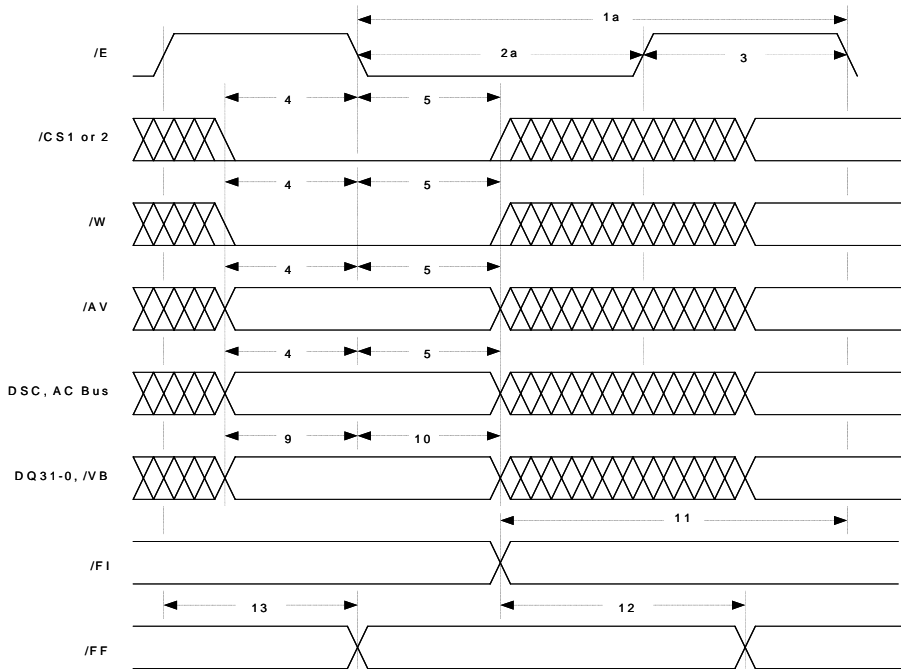 1a
/E
2a
3
4
5
/CS1 or 2
4
5
/W
4
5
/AV
4
5
DSC, AC Bus
9
10
DQ31-0, /VB
11
/FI
13
12
/FF